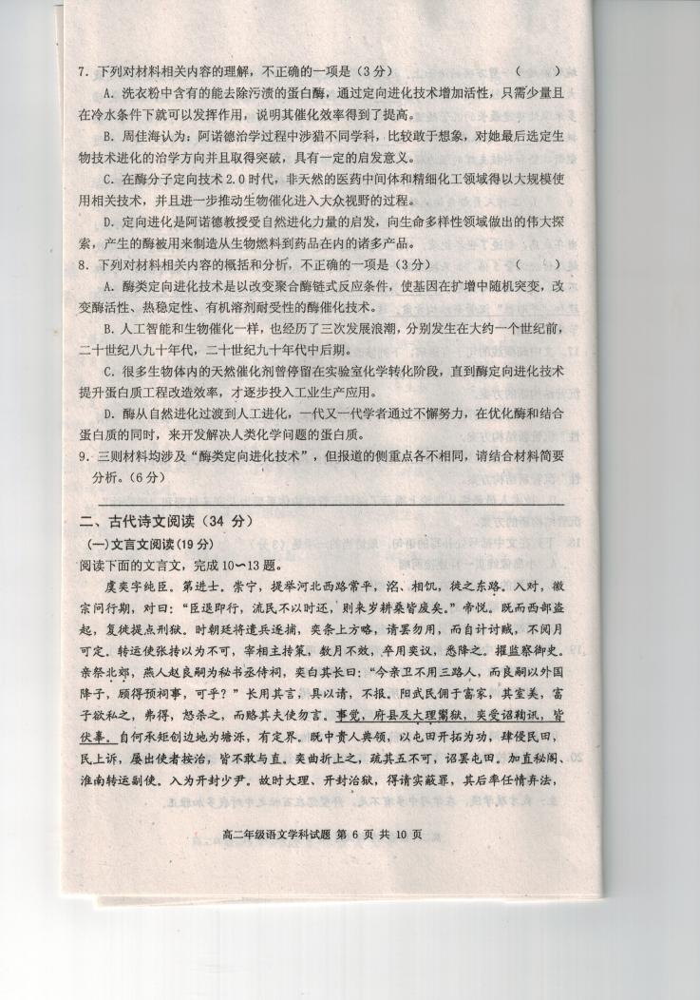 7．下列对材料相关内容的理解，不正确的一项是（3 分） （ ）
A．洗衣粉中含有的能去除污渍的蛋白酶，通过定向进化技术增加活性，只需少量且
在冷水条件下就可以发挥作用，说明其催化效率得到了提高。
B．周佳海认为：阿诺德治学过程中涉猎不同学科，比较敢于想象，对她最后选定生
物技术进化的治学方向并且取得突破，具有一定的启发意义。
C．在酶分子定向技术 2.0 时代，非天然的医药中间体和精细化工领域得以大规模使
用相关技术，并且进一步推动生物催化进入大众视野的过程。
D．定向进化是阿诺德教授受自然进化力量的启发，向生命多样性领域做出的伟大探
索，产生的酶被用来制造从生物燃料到药品在内的诸多产品。
8．下列对材料相关内容的概括和分析，不正确的一项是（3 分） （ ）
A．酶类定向进化技术是以改变聚合酶链式反应条件，使基因在扩增中随机突变，改
变酶活性、热稳定性、有机溶剂耐受性的酶催化技术。
B．人工智能和生物催化一样，也经历了三次发展浪潮，分别发生在大约一个世纪前，
二十世纪八九十年代，二十世纪九十年代中后期。
C．很多生物体内的天然催化剂曾停留在实验室化学转化阶段，直到酶定向进化技术
提升蛋白质工程改造效率，才逐步投入工业生产应用。
D．酶从自然进化过渡到人工进化，一代又一代学者通过不懈努力，在优化酶和结合
蛋白质的同时，来开发解决人类化学问题的蛋白质。
9．三则材料均涉及“酶类定向进化技术”，但报道的侧重点各不相同，请结合材料简要
分析。（6 分）
二、古代诗文阅读（34 分）
(一)文言文阅读(19 分)
阅读下面的文言文，完成 10～13 题。
虞奕字纯臣。第进士。崇宁，提举河北西路常平，洺、相饥，徙之东路。入对，徽
宗问行期，对曰：“臣退即行，流民不以时还，则来岁耕桑皆废矣。”帝悦。既而西部盗
起，复徙提点刑狱。时朝廷将遣兵逐捕，奕条上方略，请罢勿用，而自计讨贼，不阅月
可定。转运使张抟以为不可，宰相主抟策，数月不效，卒用奕议，悉降之。擢监察御史。
亲祭北郊，燕人赵良嗣为秘书丞侍祠，奕白其长曰：“今亲卫不用三路人，而良嗣以外国
降子，顾得预祠事，可乎？”长用其言，具以请，不报。阳武民佣于富家，其室美，富
子欲私之，弗得，怒杀之，而赂其夫使勿言。事觉，府县及大理鬻狱，奕受诏鞫讯，皆
伏辜。自何承矩创边地为塘泺，有定界。既中贵人典领，以屯田开拓为功，肆侵民田，
民上诉，屡出使者按治，皆不敢与直。奕曲折上之，疏其五不可，诏罢屯田。加直秘阁、
淮南转运副使。入为开封少尹。故时大理、开封治狱，得请实蔽罪，其后率任情弃法，
高二年级语文学科试题 第 6 页 共 10 页